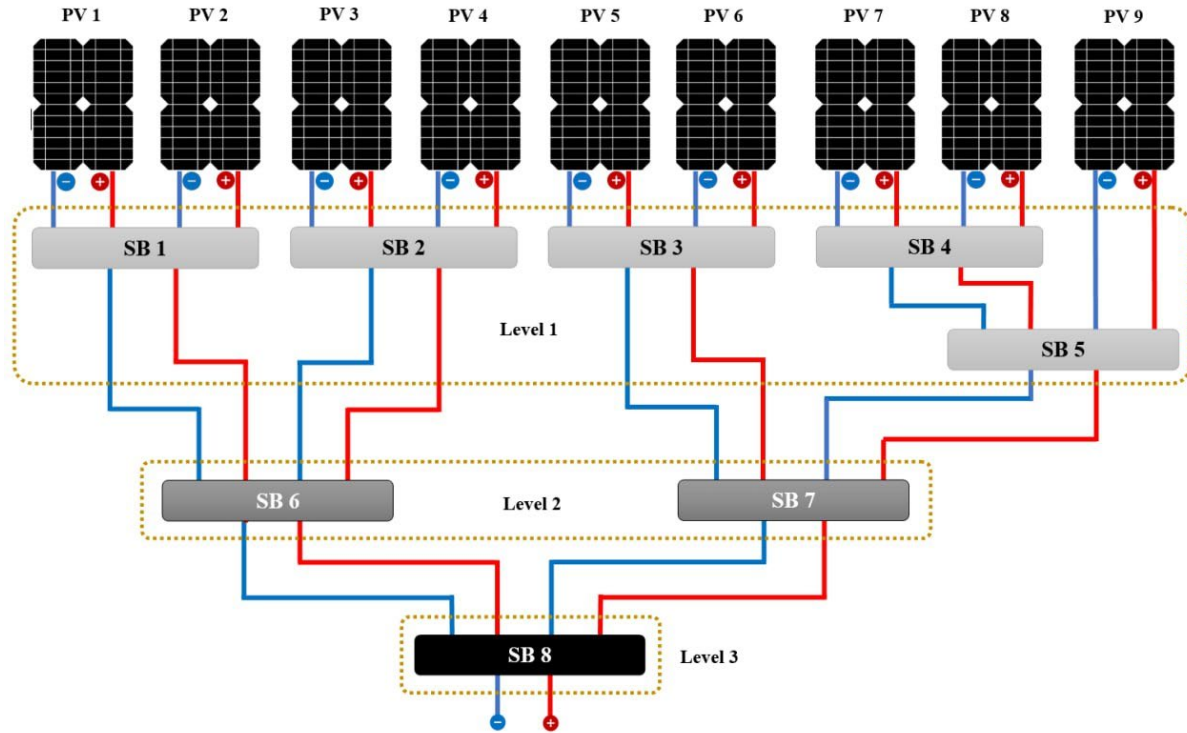 PV 1
PV 2
PV 3
PV 4
PV 5
PV 6
PV 7
PV 8
PV 9
− +
− +
− +
− +
− +
− +
− +
− +
− +
SB 1
SB 2
SB 3
SB 4
Level 1
SB 5
SB 6
Level 2
SB 7
SB 8
Level 3
− +